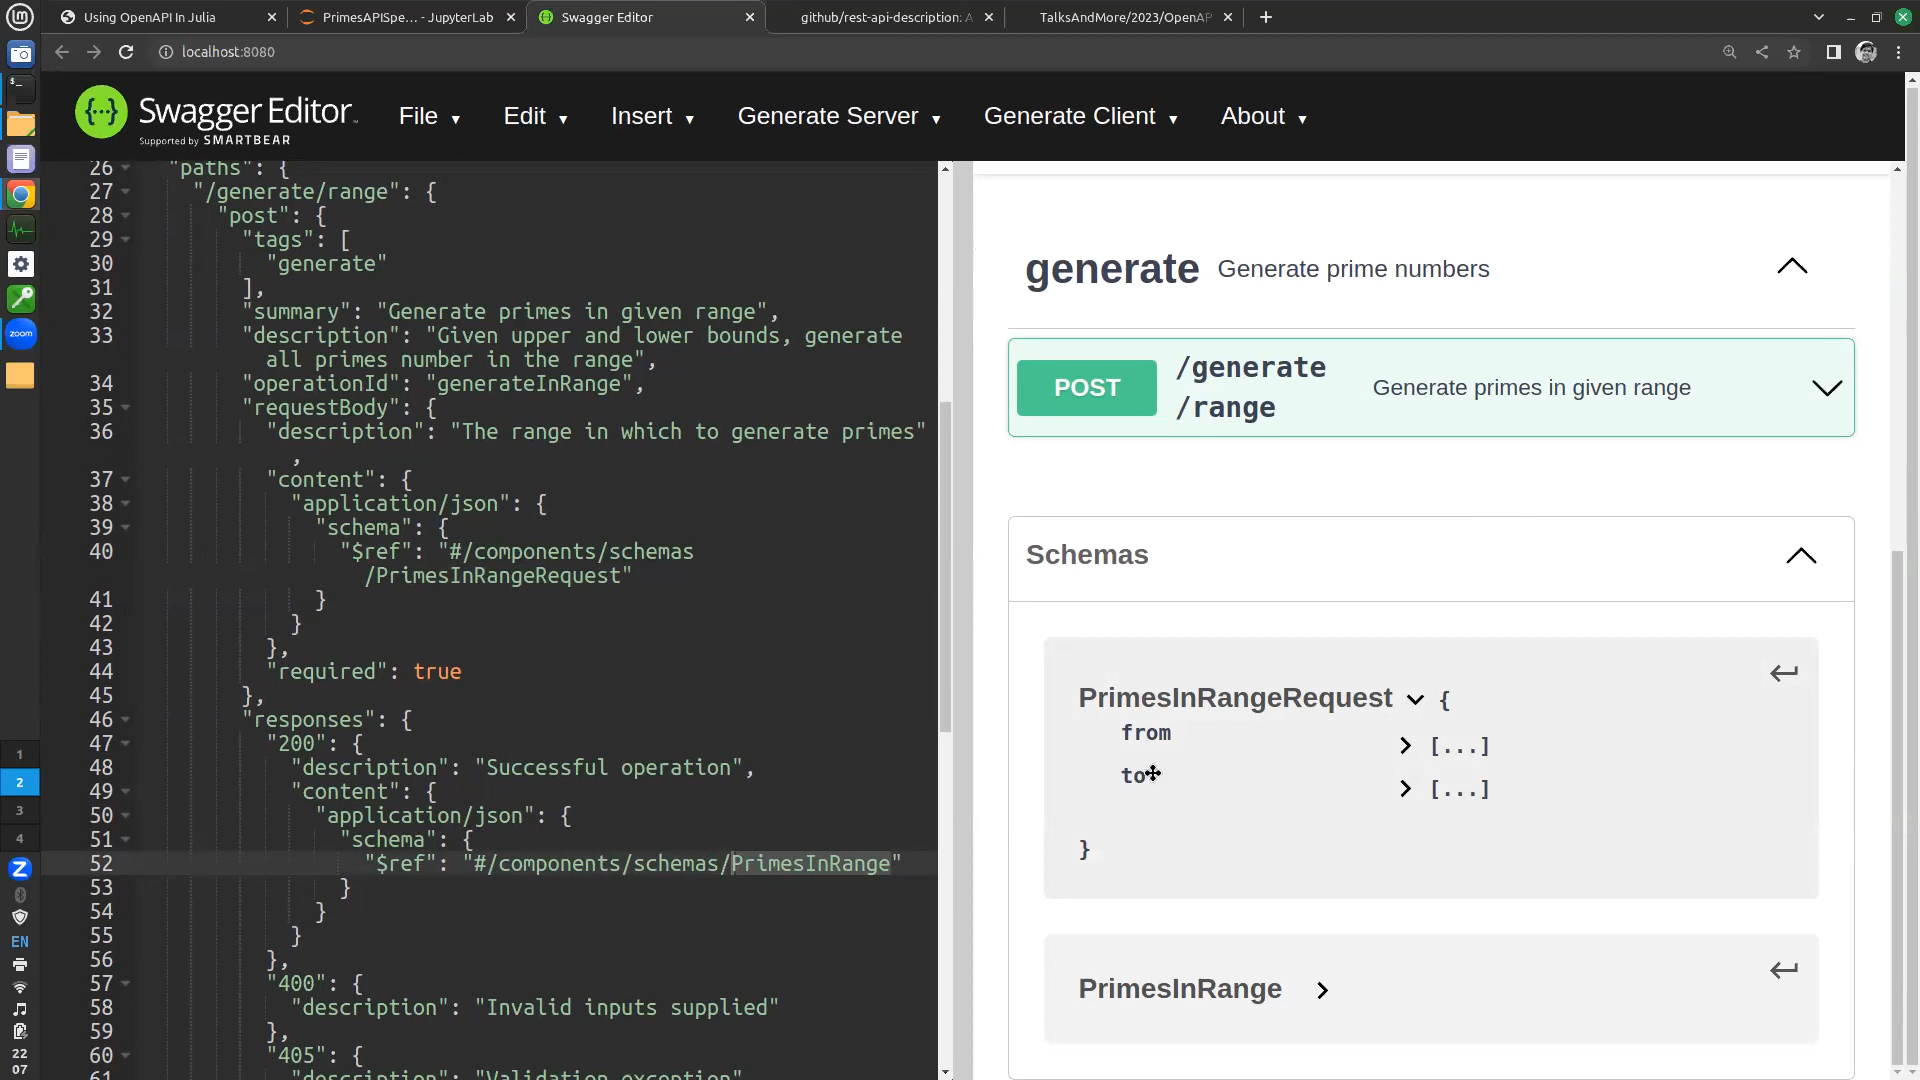 Using OpenAPI In Julia
PrimesAPISpe… - JupyterLab
Swagger Editor
github/rest-api-description: A
TalksAndMore/2023/OpenAP
localhost:8080
Swagger Editor
Supported by SMARTBEAR
File
Edit
Insert
Generate Server
Generate Client
About
26 "paths": {
27 "/generate/range": {
28 "post": {
29 "tags": [
30 "generate"
31 ],
32 "summary": "Generate primes in given range",
33 "description": "Given upper and lower bounds, generate
all primes number in the range",
34 "operationId": "generateInRange",
35 "requestBody": {
36 "description": "The range in which to generate primes"
,
37 "content": {
38 "application/json": {
39 "schema": {
40 "$ref": "#/components/schemas
/PrimesInRangeRequest"
41 }
42 }
43 },
44 "required": true
45 },
46 "responses": {
47 "200": {
48 "description": "Successful operation",
49 "content": {
50 "application/json": {
51 "schema": {
52 "$ref": "#/components/schemas/PrimesInRange"
53 }
54 }
55 }
56 },
57 "400": {
58 "description": "Invalid inputs supplied"
59 },
60 "405": {
61 "description": "Validation exception"
generate
Generate prime numbers
POST
/generate
/range
Generate primes in given range
Schemas
PrimesInRangeRequest {
from [...]
to [...]
}
PrimesInRange
zoom
1
2
3
4
Z
EN
22
07